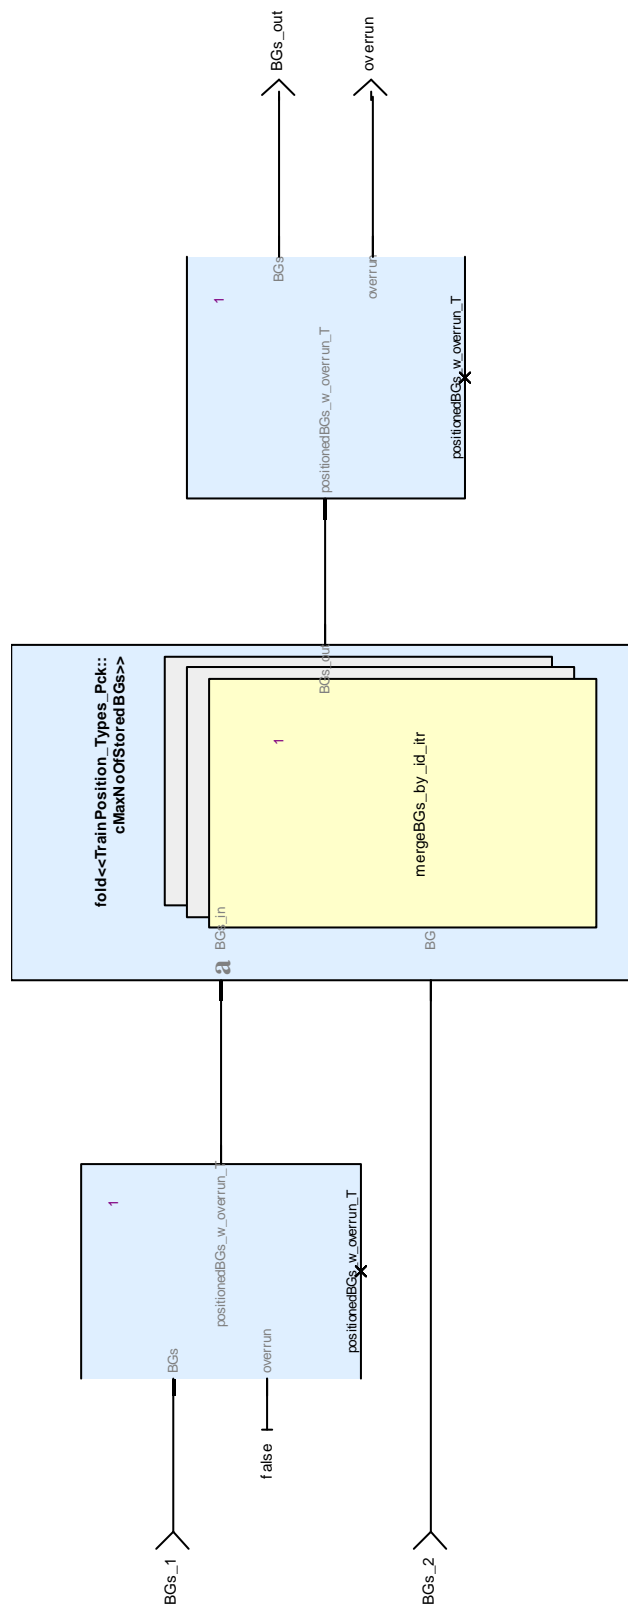 BGs_1
BGs_2
false
BGs
overrun
positionedBGs_w_overrun_T
1
positionedBGs_w_overrun_T
fold<<TrainPosition_Types_Pck::
cMaxNoOfStoredBGs>>
a
BGs_in
BG
mergeBGs_by_id_itr
1
BGs_out
positionedBGs_w_overrun_T
1
BGs
overrun
positionedBGs_w_overrun_T
BGs_out
overrun